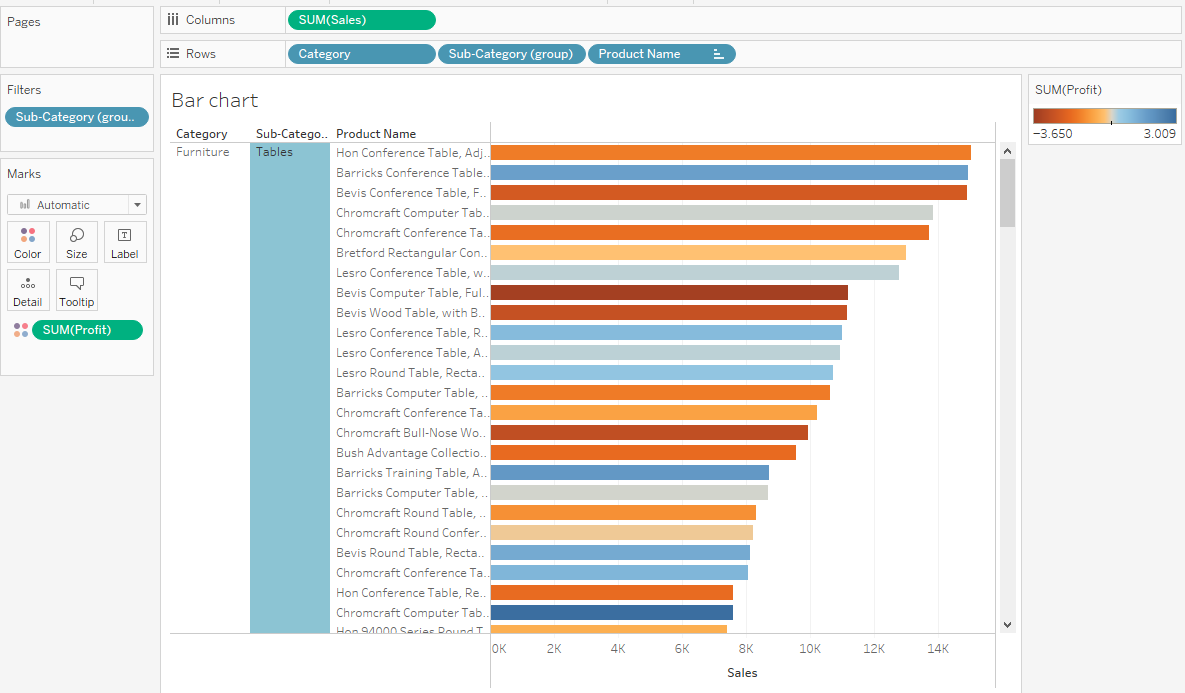 Pages
Columns
SUM(Sales)
Rows
Category Sub-Category (group) Product Name
Filters
Sub-Category (grou..
Marks
Automatic
Color Size Label
Detail Tooltip
SUM(Profit)
Bar chart
Category Sub-Catego.. Product Name
Furniture Tables Hon Conference Table, Adj..
Barricks Conference Table..
Bevis Conference Table, F..
Chromcraft Computer Tab..
Chromcraft Conference Ta..
Bretford Rectangular Con..
Lesro Conference Table, w..
Bevis Computer Table, Ful..
Bevis Wood Table, with B..
Lesro Conference Table, R..
Lesro Conference Table, A..
Lesro Round Table, Recta..
Barricks Computer Table, ..
Chromcraft Conference Ta..
Chromcraft Bull-Nose Wo..
Bush Advantage Collectio..
Barricks Training Table, A..
Barricks Computer Table, ..
Chromcraft Round Table, ..
Chromcraft Round Confer..
Bevis Round Table, Recta..
Chromcraft Conference Ta..
Hon Conference Table, Re..
Chromcraft Computer Tab..
Hon 94000 Series Round T..
0K 2K 4K 6K 8K 10K 12K 14K
Sales
SUM(Profit)
−3.650 3.009